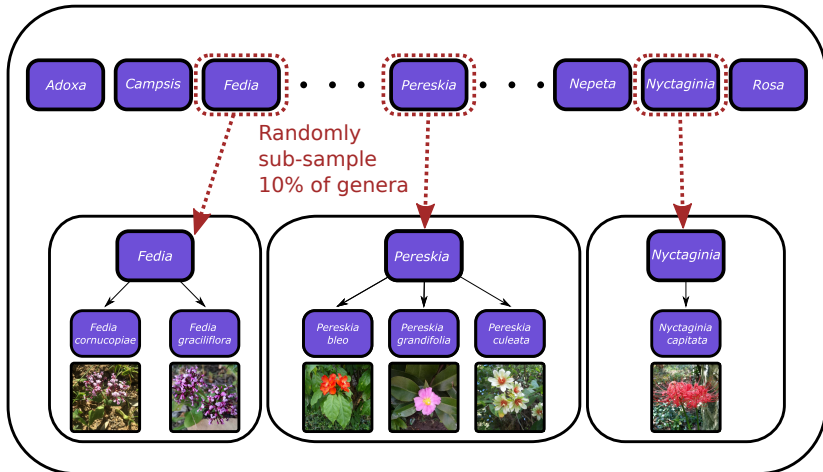 Adoxa
Campsis
Fedia
Pereskia
Nepeta
Nyctaginia
Rosa
Randomly
sub-sample
10% of genera
Fedia
Pereskia
Nyctaginia
Fedia
cornucopiae
Fedia
graciliflora
Pereskia
bleo
Pereskia
grandifolia
Pereskia
culeata
Nyctaginia
capitata